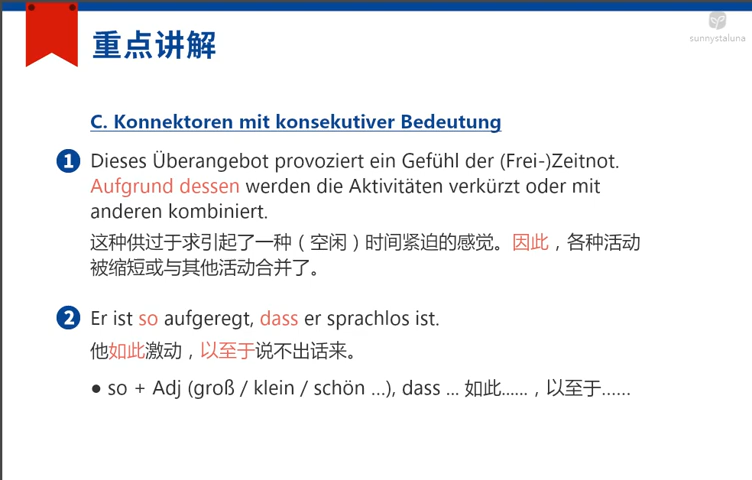 sunnystaluna
重点讲解
C. Konnektoren mit konsekutiver Bedeutung
1 Dieses Überangebot provoziert ein Gefühl der (Frei-)Zeitnot.
Aufgrund dessen werden die Aktivitäten verkürzt oder mit
anderen kombiniert.
这种供过于求引起了一种（空闲）时间紧迫的感觉。因此，各种活动
被缩短或与其他活动合并了。
2 Er ist so aufgeregt, dass er sprachlos ist.
他如此激动，以至于说不出话来。
● so + Adj (groß / klein / schön ...), dass ... 如此......，以至于......